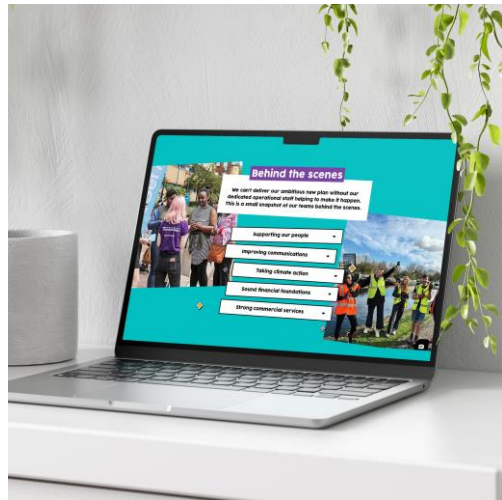 Behind the scenes
We can't deliver our ambitious new plan without our
dedicated operational staff helping to make it happen.
This is a small snapshot of our teams behind the scenes.
Supporting our people
Improving communications
Taking climate action
Sound financial foundations
Strong commercial services